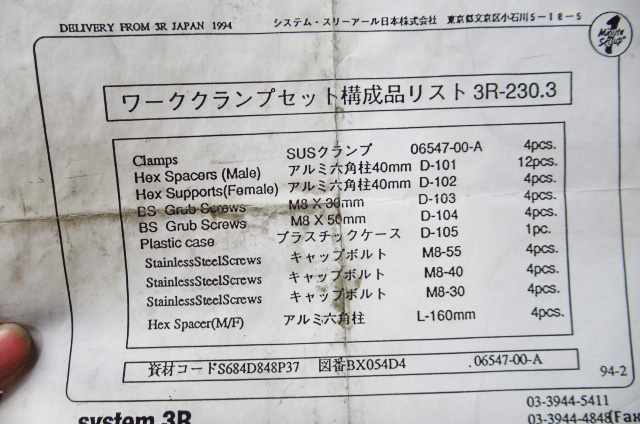 DELIVERY FROM 3R JAPAN 1994 システム・スリーアール日本株式会社 東京都文京区小石川5－18－5
1
Minute
SETUP
ワーククランプセット構成品リスト 3R-230.3
Clamps SUSクランプ 06547-00-A 4pcs.
Hex Spacers (Male) アルミ六角柱40mm D-101 12pcs.
Hex Supports(Female) アルミ六角柱40mm D-102 4pcs.
BS Grub Screws M8 X 30mm D-103 4pcs.
BS Grub Screws M8 X 50mm D-104 4pcs.
Plastic case プラスチックケース D-105 1pc.
StainlessSteelScrews キャップボルト M8-55 4pcs.
StainlessSteelScrews キャップボルト M8-40 4pcs.
StainlessSteelScrews キャップボルト M8-30 4pcs.
Hex Spacer(M/F) アルミ六角柱 L-160mm 4pcs.
資材コードS684D848P37 図番BX054D4 .06547-00-A
94-2
system 3R
03-3944-5411
03-3944-4848(Fax